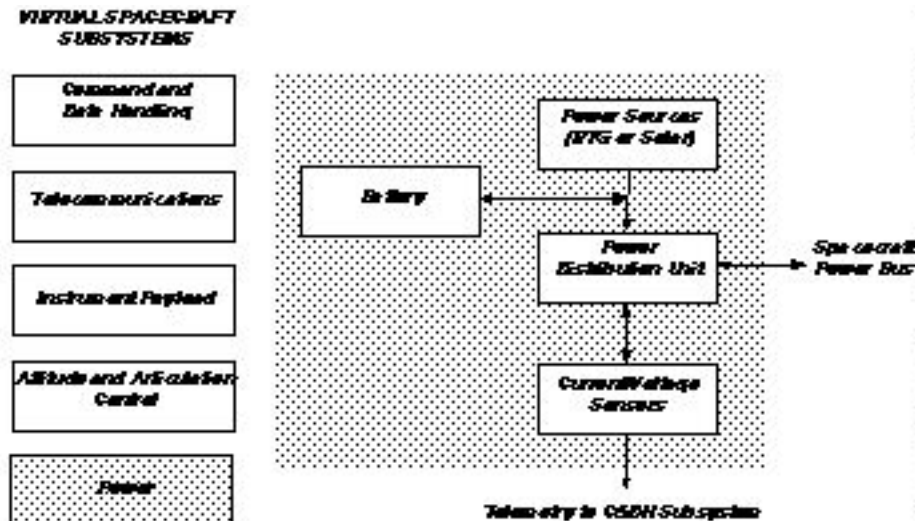 VIRTUAL SPACECRAFT
SUBSYSTEMS
Command and
Data Handling
Telecommunications
Instrument Payload
Attitude and Articulation
Control
Power
Power Sources
(RTG or Solar)
Battery
Power
Distribution Unit
Spacecraft
Power Bus
Current/Voltage
Sensors
Telemetry to C&DH Subsystem